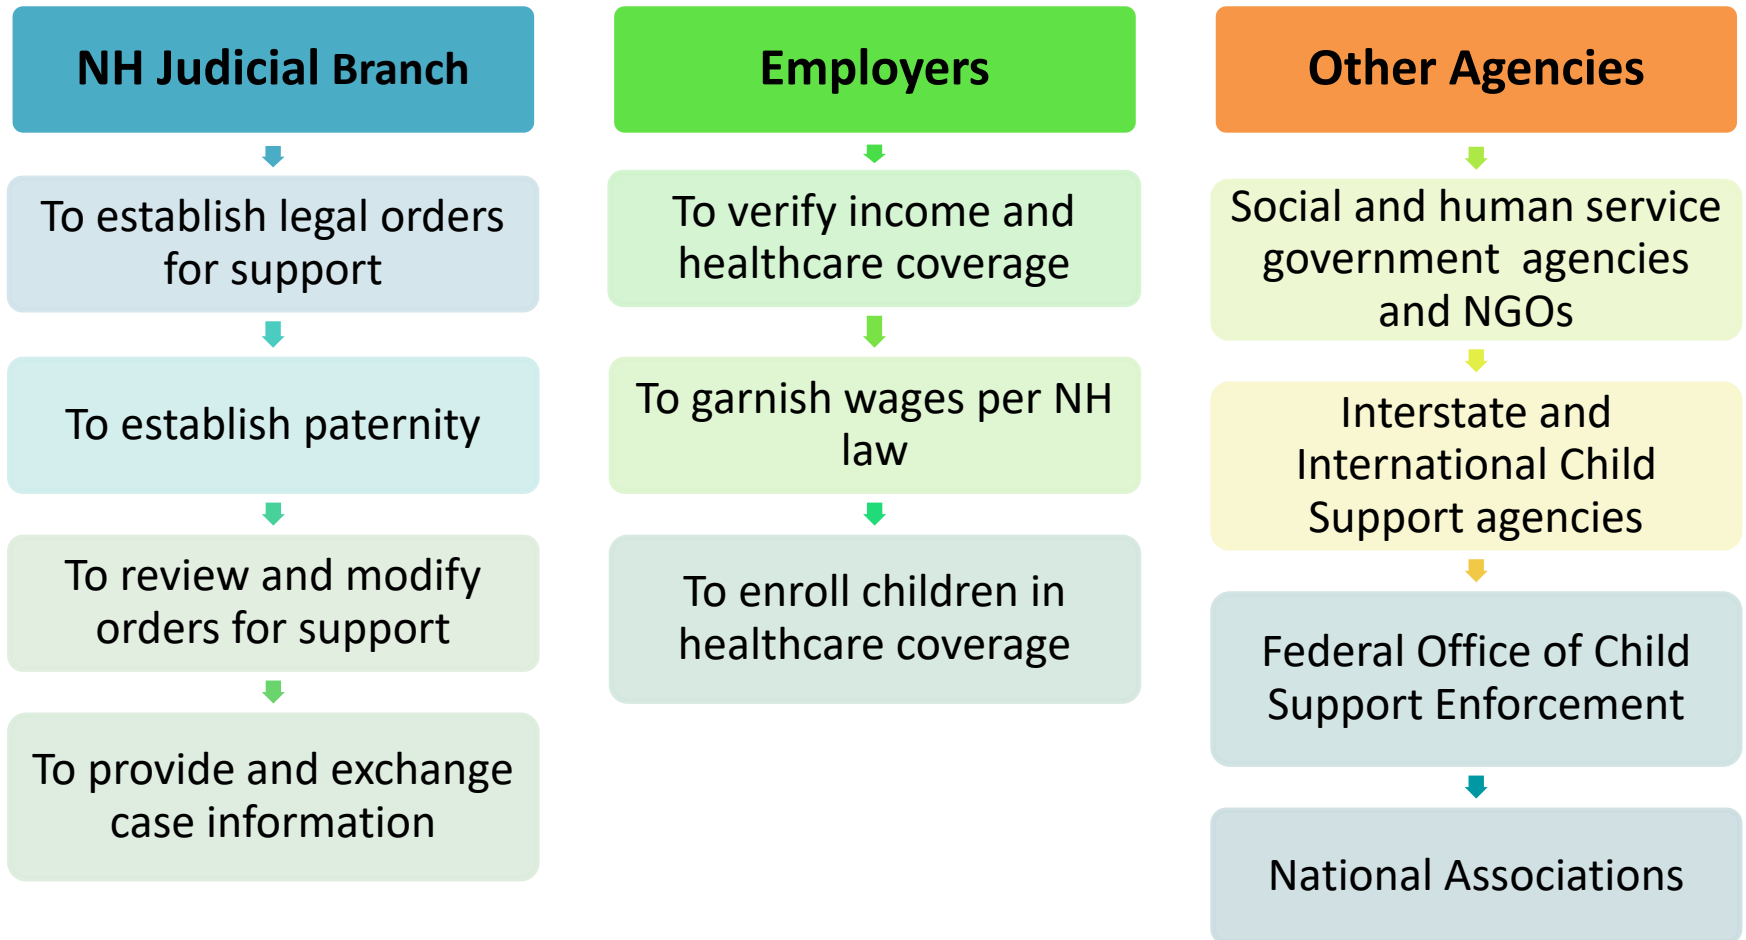 NH Judicial Branch
To establish legal orders
for support
To establish paternity
To review and modify
orders for support
To provide and exchange
case information
Employers
To verify income and
healthcare coverage
To garnish wages per NH
law
To enroll children in
healthcare coverage
Other Agencies
Social and human service
government  agencies
and NGOs
Interstate and
International Child
Support agencies
Federal Office of Child
Support Enforcement
National Associations